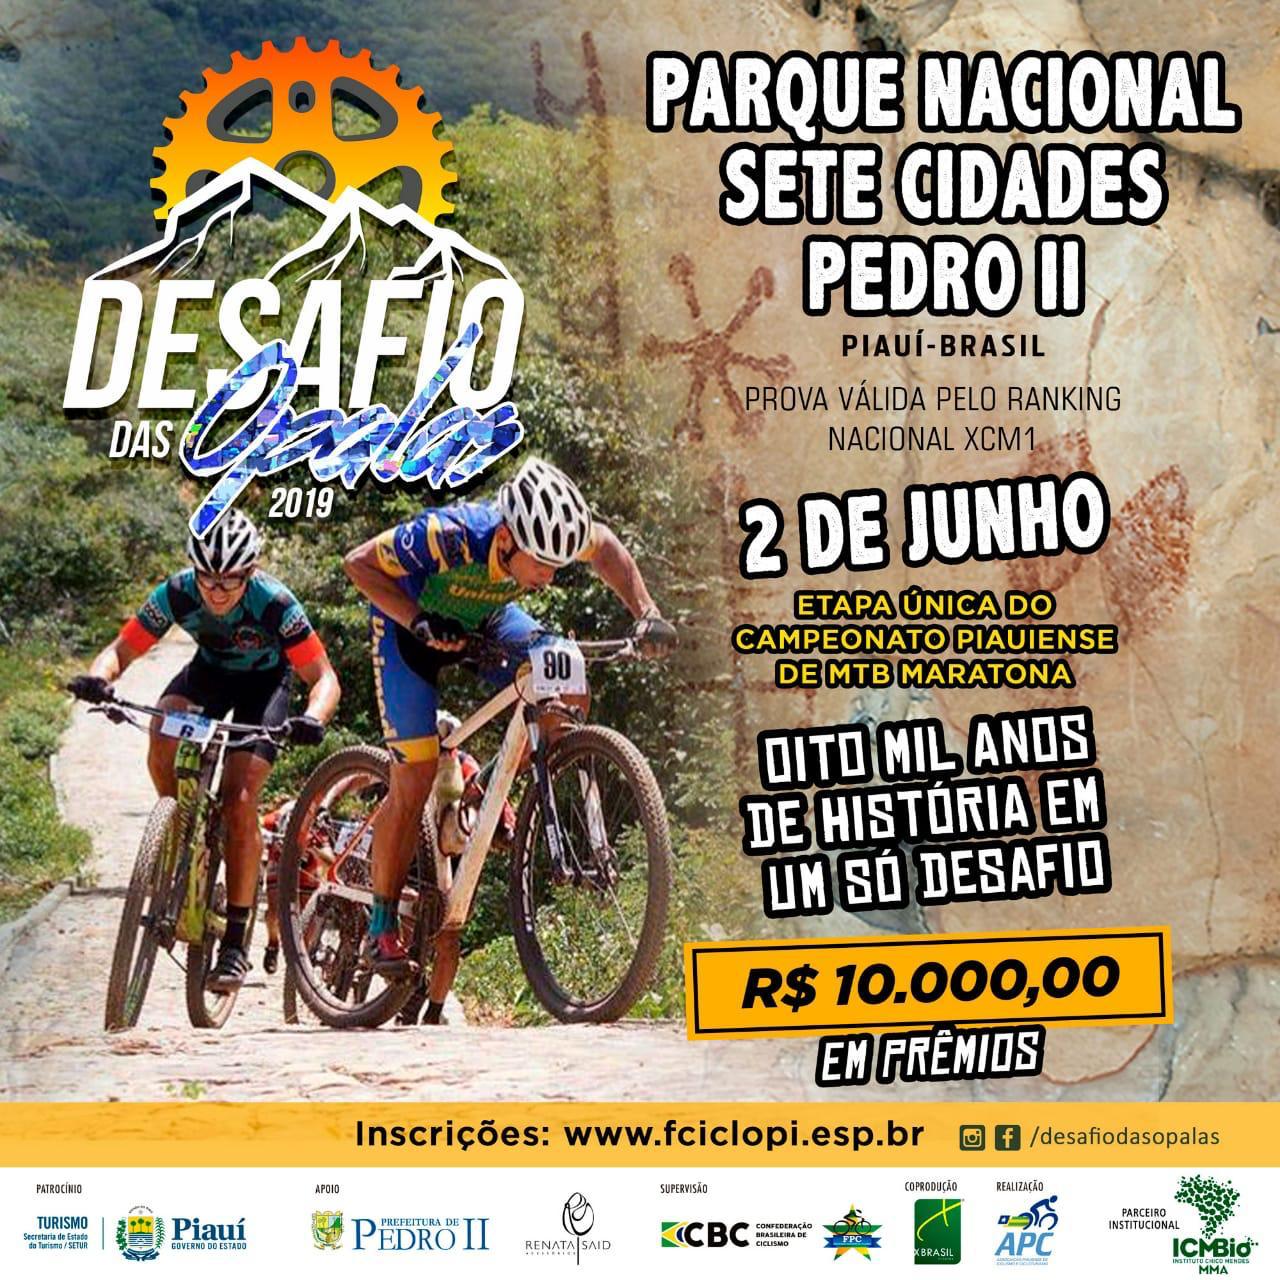 DESAFIO
DAS Opalas
2019
PARQUE NACIONAL
SETE CIDADES
PEDRO II
PIAUÍ-BRASIL
PROVA VÁLIDA PELO RANKING
NACIONAL XCM1
2 DE JUNHO
ETAPA ÚNICA DO
CAMPEONATO PIAUIENSE
DE MTB MARATONA
OITO MIL ANOS
DE HISTÓRIA EM
UM SÓ DESAFIO
R$ 10.000,00
EM PRÊMIOS
90
6
Inscrições: www.fciclopi.esp.br
/desafiodasopalas
PATROCÍNIO
TURISMO
Secretaria de Estado
do Turismo / SETUR
Piauí
GOVERNO DO ESTADO
APOIO
PREFEITURA DE
PEDRO II
RENATA SAID
SUPERVISÃO
CBC
CONFEDERAÇÃO
BRASILEIRA DE
CICLISMO
FPC
COPRODUÇÃO
XBRASIL
REALIZAÇÃO
APC
PARCEIRO
INSTITUCIONAL
ICMBio
INSTITUTO CHICO MENDES
MMA